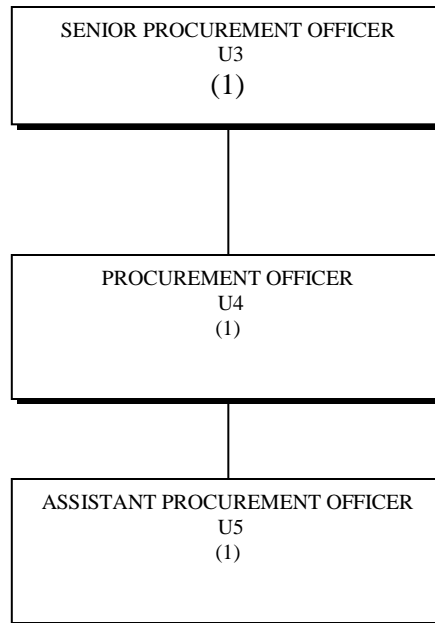 SENIOR PROCUREMENT OFFICER
U3
(1)
PROCUREMENT OFFICER
U4
(1)
ASSISTANT PROCUREMENT OFFICER
U5
(1)